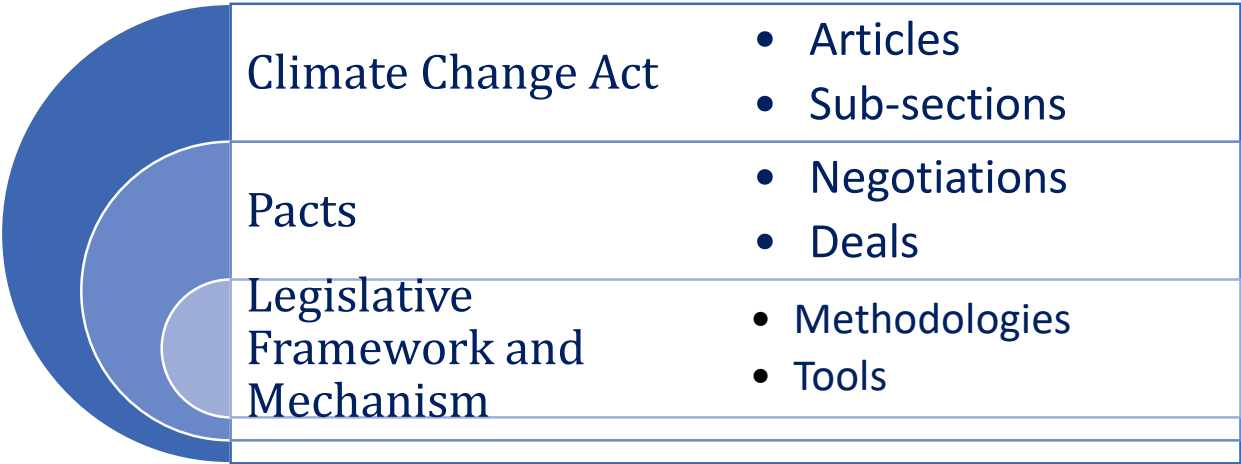 Climate Change Act
• Articles
• Sub-sections
Pacts
• Negotiations
• Deals
Legislative
Framework and
Mechanism
• Methodologies
• Tools